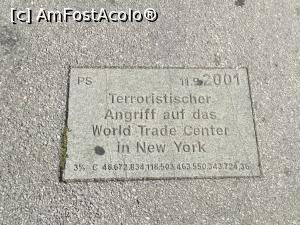 [c] AmFostAcolo®
PS 11.9.2001
Terroristischer
Angriff auf das
World Trade Center
in New York